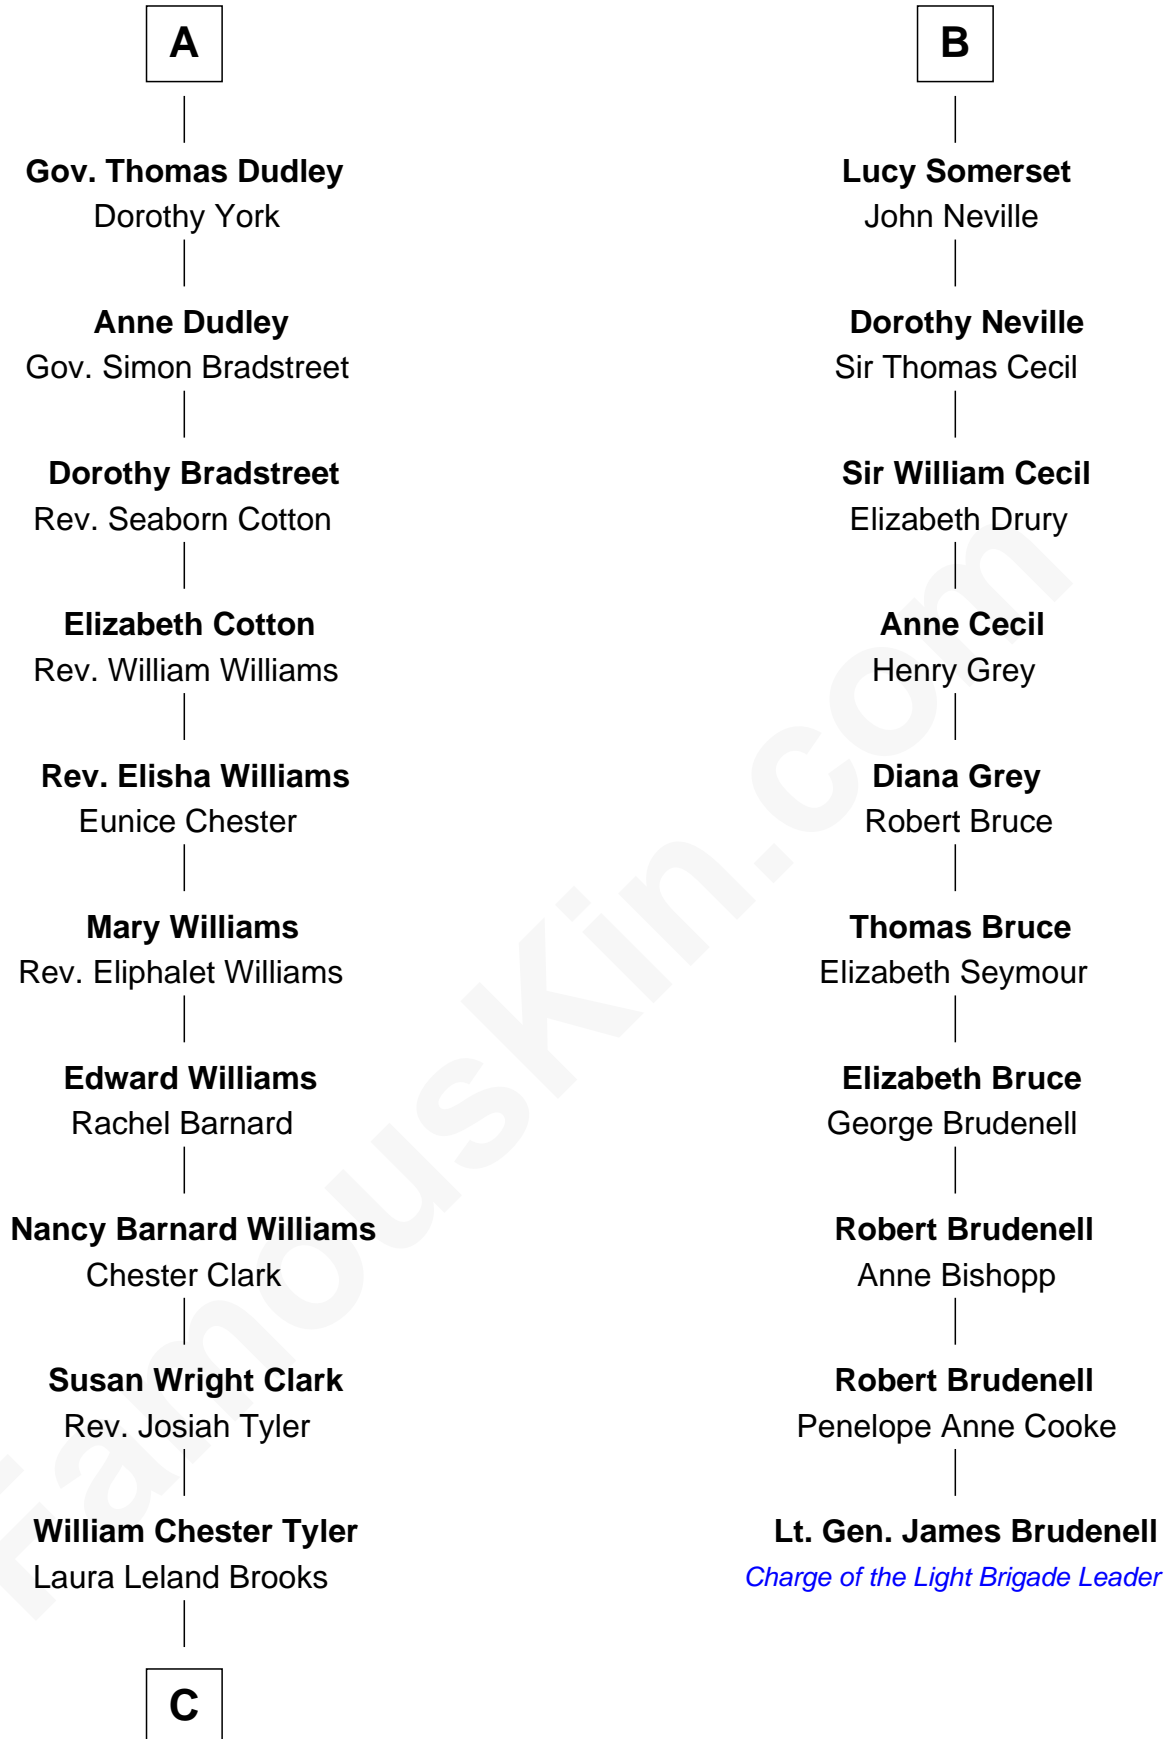 A
Gov. Thomas Dudley
Dorothy York
Anne Dudley
Gov. Simon Bradstreet
Dorothy Bradstreet
Rev. Seaborn Cotton
Elizabeth Cotton
Rev. William Williams
Rev. Elisha Williams
Eunice Chester
Mary Williams
Rev. Eliphalet Williams
Edward Williams
Rachel Barnard
Nancy Barnard Williams
Chester Clark
Susan Wright Clark
Rev. Josiah Tyler
William Chester Tyler
Laura Leland Brooks
C
B
Lucy Somerset
John Neville
Dorothy Neville
Sir Thomas Cecil
Sir William Cecil
Elizabeth Drury
Anne Cecil
Henry Grey
Diana Grey
Robert Bruce
Thomas Bruce
Elizabeth Seymour
Elizabeth Bruce
George Brudenell
Robert Brudenell
Anne Bishopp
Robert Brudenell
Penelope Anne Cooke
Lt. Gen. James Brudenell
Charge of the Light Brigade Leader
FamousKin.com